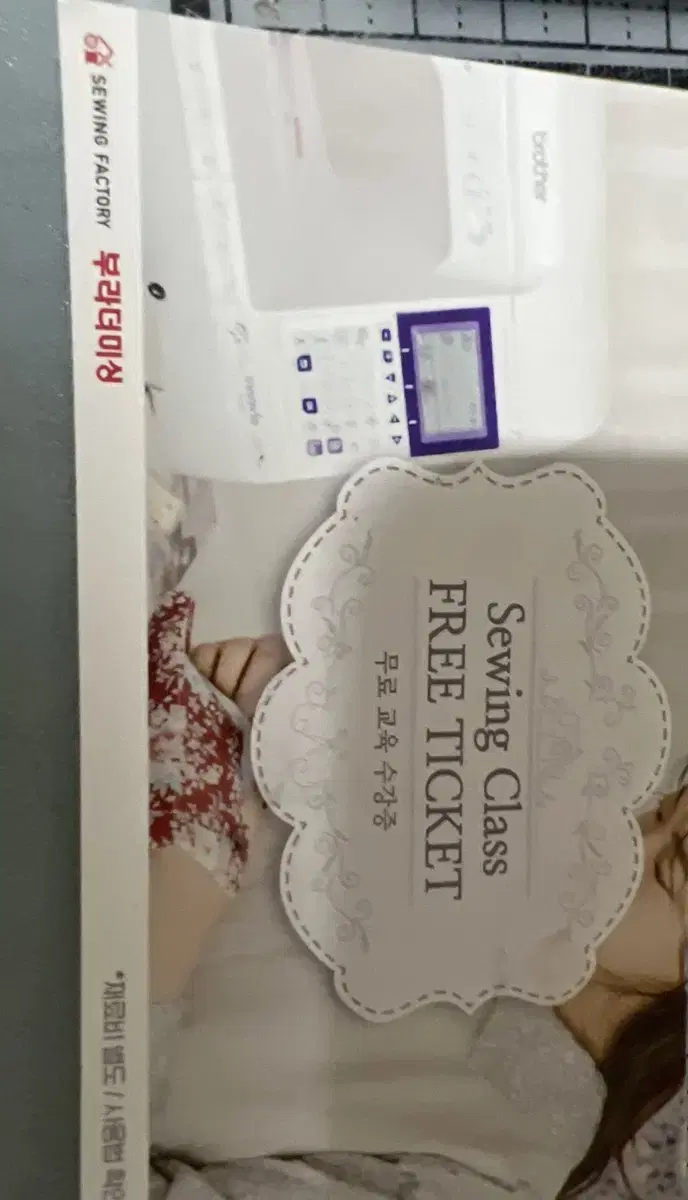 brother
Sewing Class
FREE TICKET
무료 교육 수강증
SEWING FACTORY 부라더미싱
*재료비 별도 / 사용법 확인